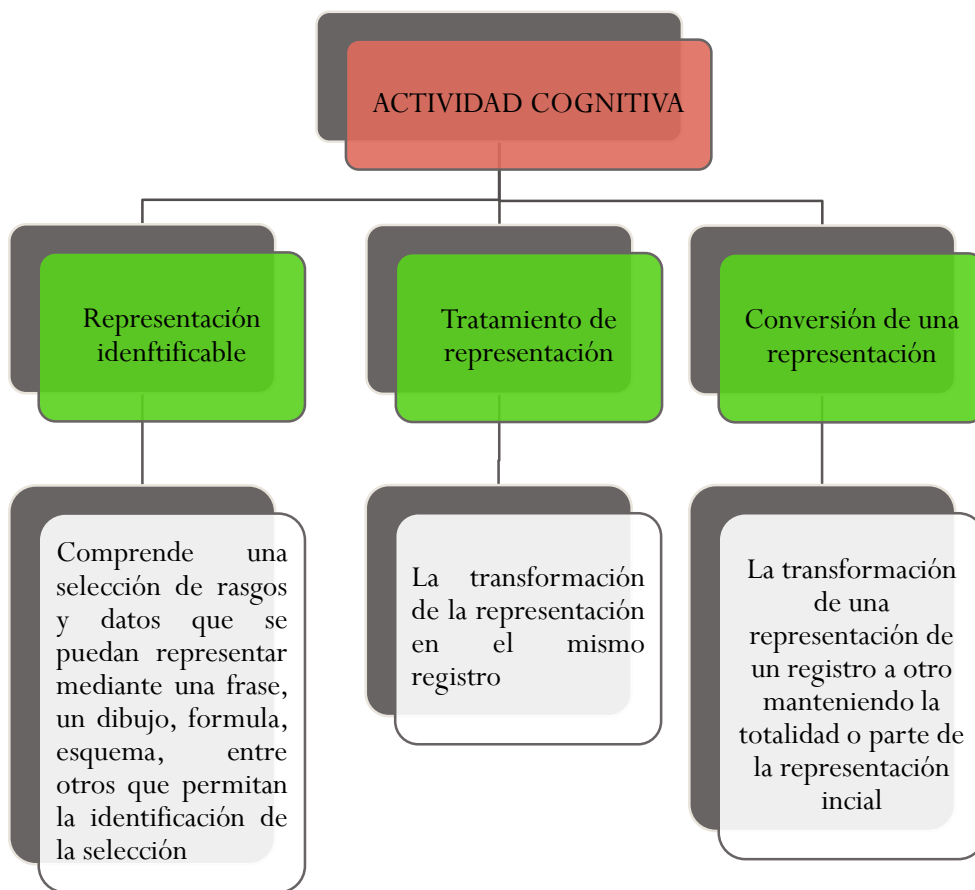 ACTIVIDAD COGNITIVA
Representación
idenftificable
Tratamiento de
representación
Conversión de una
representación
Comprende una
selección de rasgos
y datos que se
puedan representar
mediante una frase,
un dibujo, formula,
esquema, entre
otros que permitan
la identificación de
la selección
La transformación
de la representación
en el mismo
registro
La transformación
de una
representación de
un registro a otro
manteniendo la
totalidad o parte de
la representación
incial